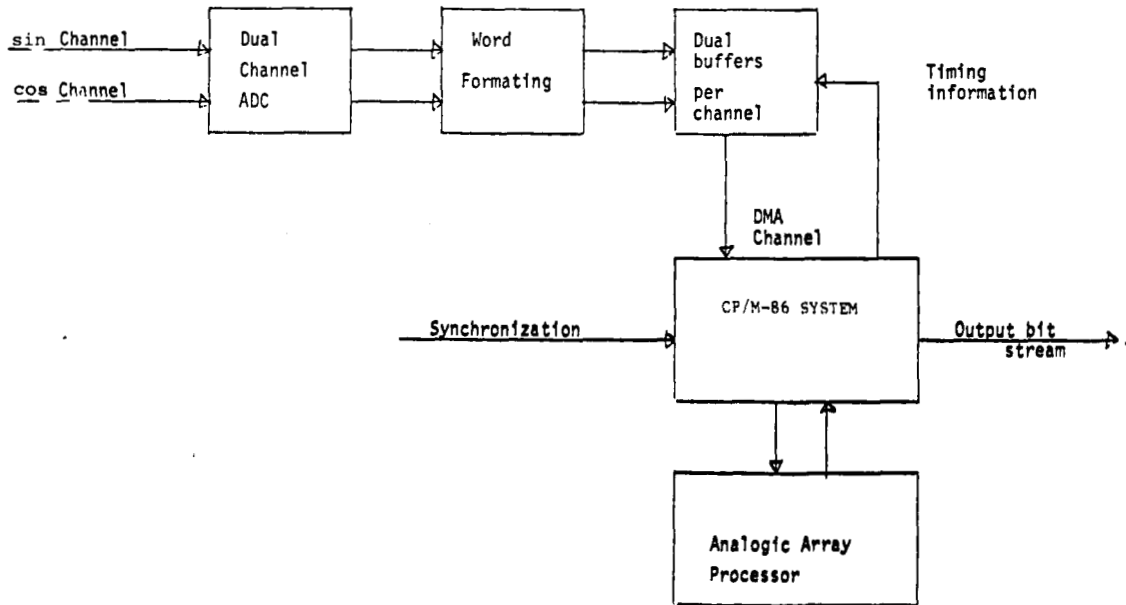 sin Channel
cos Channel
Dual
Channel
ADC
Word
Formating
Dual
buffers
per
channel
Timing
information
DMA
Channel
CP/M-86 SYSTEM
Synchronization
Output bit
stream
Analogic Array
Processor